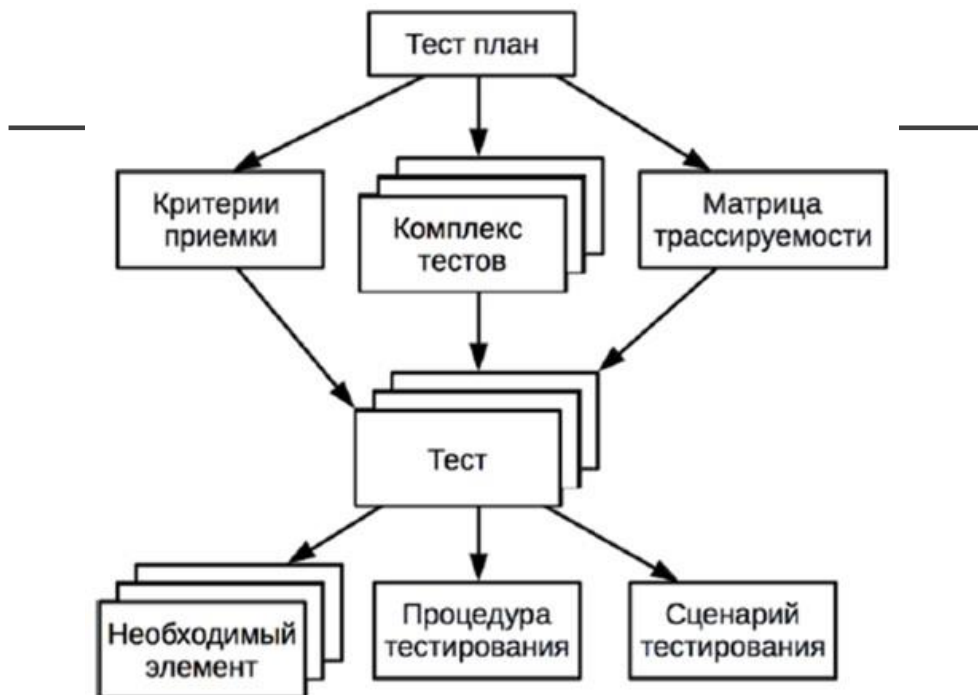 Тест план
Критерии
приемки
Комплекс
тестов
Матрица
трассируемости
Тест
Необходимый
элемент
Процедура
тестирования
Сценарий
тестирования